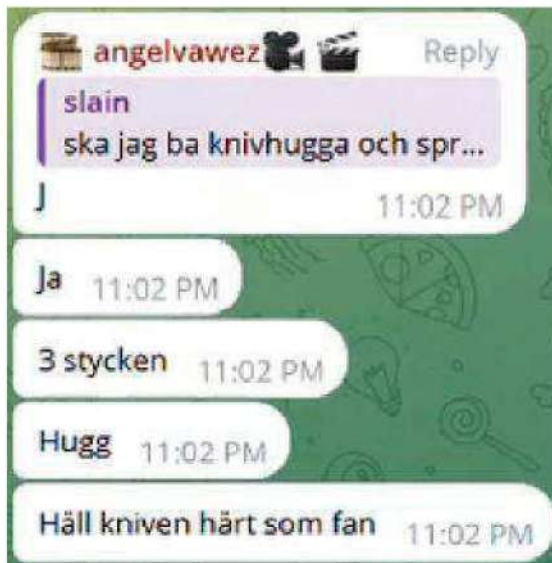 angelvawez Reply
slain
ska jag ba knivhugga och spr...
J
11:02 PM
Ja 11:02 PM
3 stycken 11:02 PM
Hugg 11:02 PM
Håll kniven hårt som fan 11:02 PM